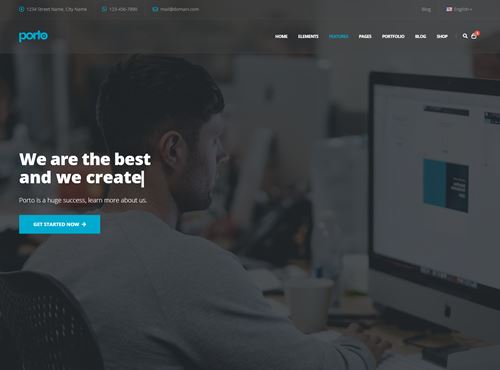 1234 Street Name, City Name
123-456-7890
mail@domain.com
Blog
English
porto
HOME
ELEMENTS
FEATURES
PAGES
PORTFOLIO
BLOG
SHOP
We are the best
and we create
Porto is a huge success, learn more about us.
GET STARTED NOW →